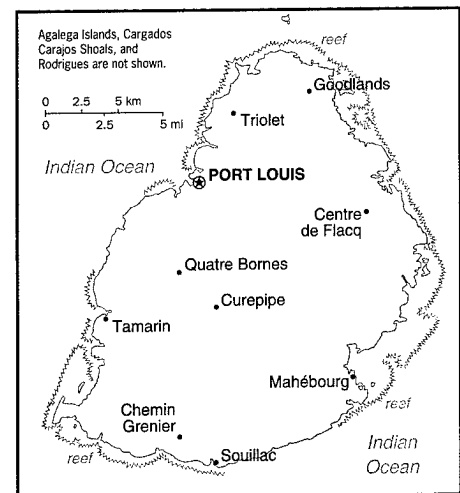 Agalega Islands, Cargados
Carajos Shoals, and
Rodrigues are not shown.
reef
Goodlands
0 2.5 5 km
0 2.5 5 mi
Triolet
Indian Ocean
PORT LOUIS
Centre
de Flacq
Quatre Bornes
Curepipe
Tamarin
Mahébourg
reef
Chemin
Grenier
Indian
Ocean
reef
Souillac